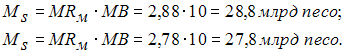 M_S = MR_M · MB = 2,88 · 10 = 28,8 млрд песо;
M_S = MR_M · MB = 2,78 · 10 = 27,8 млрд песо.